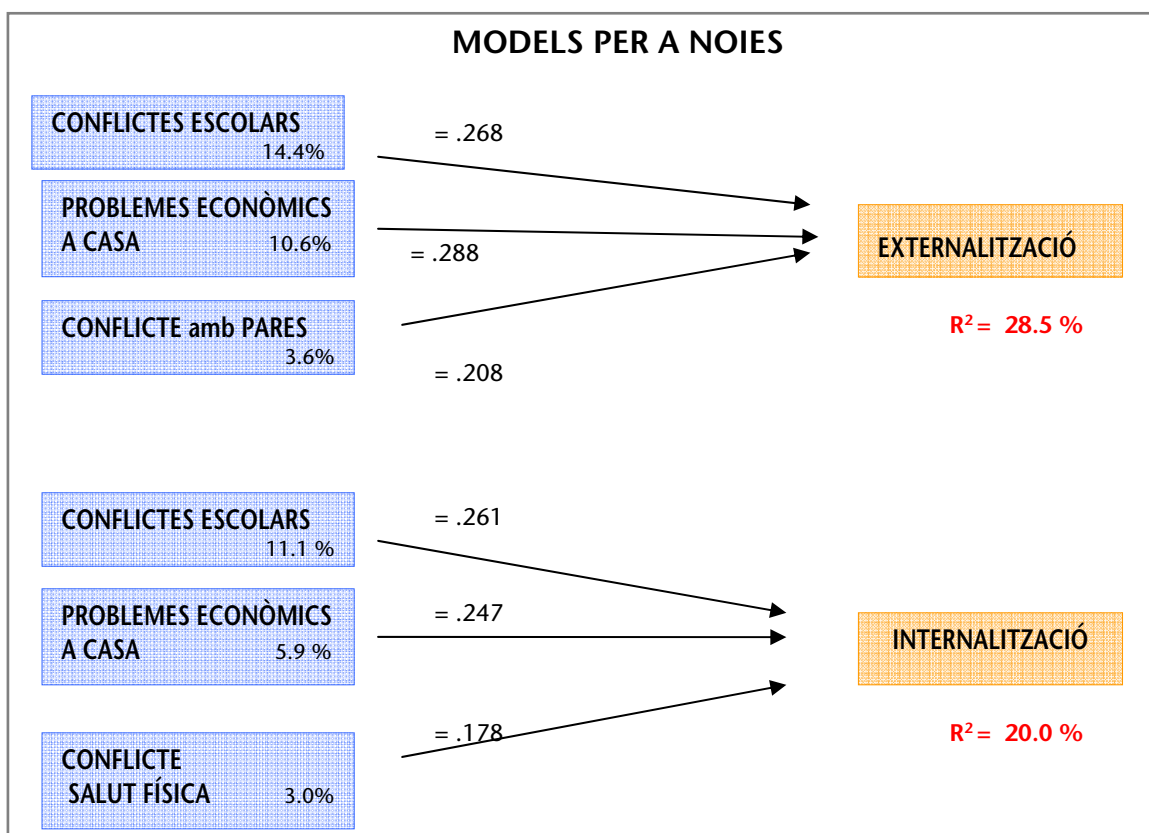 MODELS PER A NOIES
CONFLICTES ESCOLARS
14.4%
= .268
PROBLEMES ECONÒMICS
A CASA 10.6%
= .288
EXTERNALITZACIÓ
CONFLICTE amb PARES
3.6%
R² = 28.5 %
= .208
CONFLICTES ESCOLARS
11.1 %
= .261
PROBLEMES ECONÒMICS
A CASA 5.9 %
= .247
INTERNALITZACIÓ
= .178
R² = 20.0 %
CONFLICTE
SALUT FÍSICA 3.0%